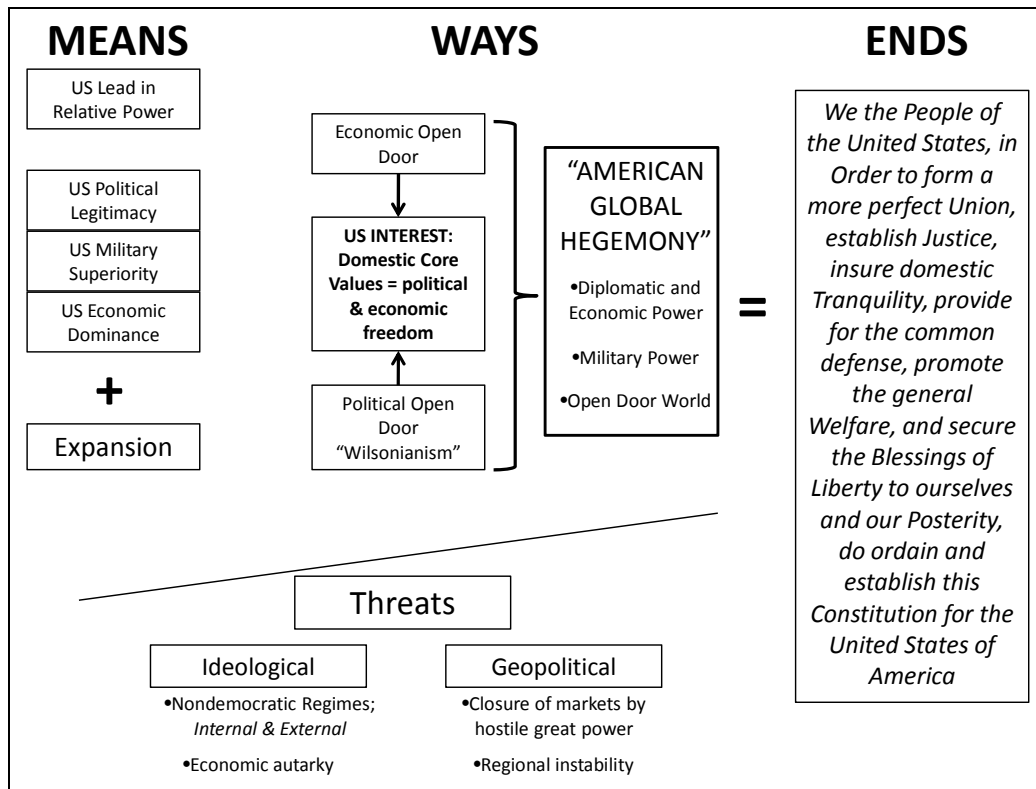 MEANS
US Lead in
Relative Power
US Political
Legitimacy
US Military
Superiority
US Economic
Dominance
+
Expansion
WAYS
Economic Open
Door
US INTEREST:
Domestic Core
Values = political
& economic
freedom
Political Open
Door
“Wilsonianism”
“AMERICAN
GLOBAL
HEGEMONY”
•Diplomatic and
Economic Power
•Military Power
•Open Door World
=
ENDS
We the People of
the United States, in
Order to form a
more perfect Union,
establish Justice,
insure domestic
Tranquility, provide
for the common
defense, promote
the general
Welfare, and secure
the Blessings of
Liberty to ourselves
and our Posterity,
do ordain and
establish this
Constitution for the
United States of
America
Threats
Ideological
•Nondemocratic Regimes;
Internal & External
•Economic autarky
Geopolitical
•Closure of markets by
hostile great power
•Regional instability